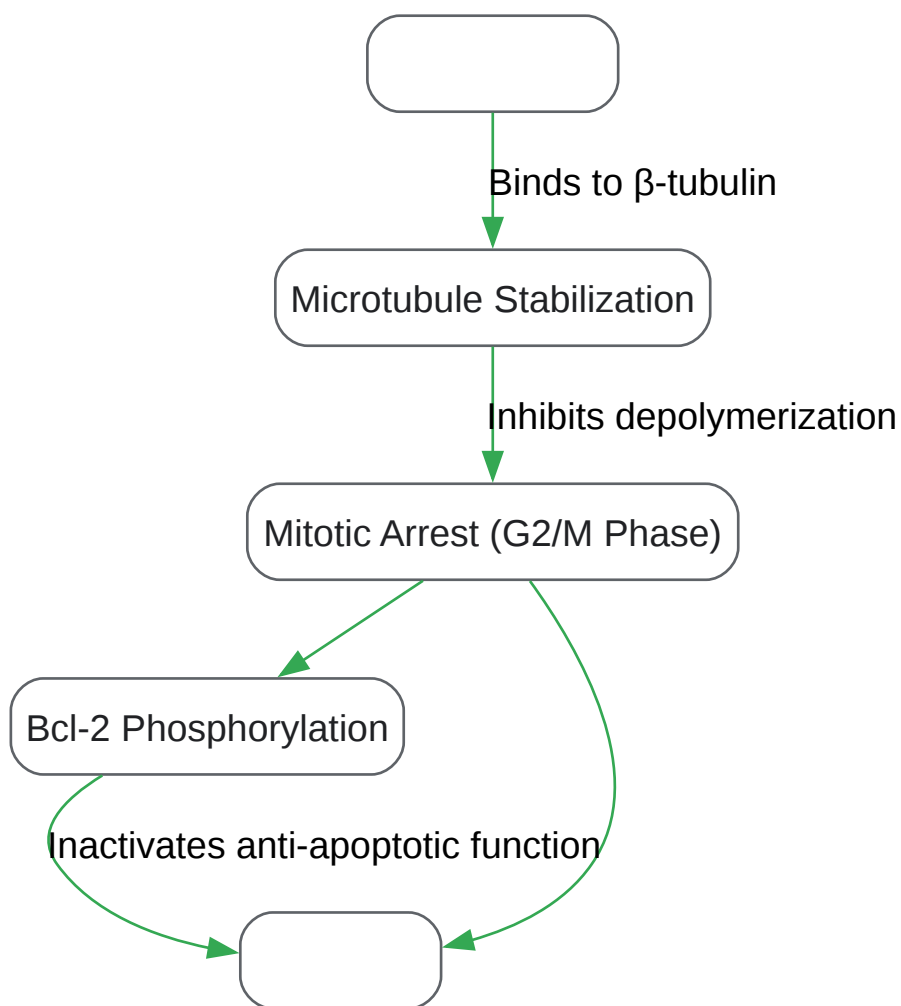 Binds to β-tubulin
Microtubule Stabilization
Inhibits depolymerization
Mitotic Arrest (G2/M Phase)
Bcl-2 Phosphorylation
Inactivates anti-apoptotic function